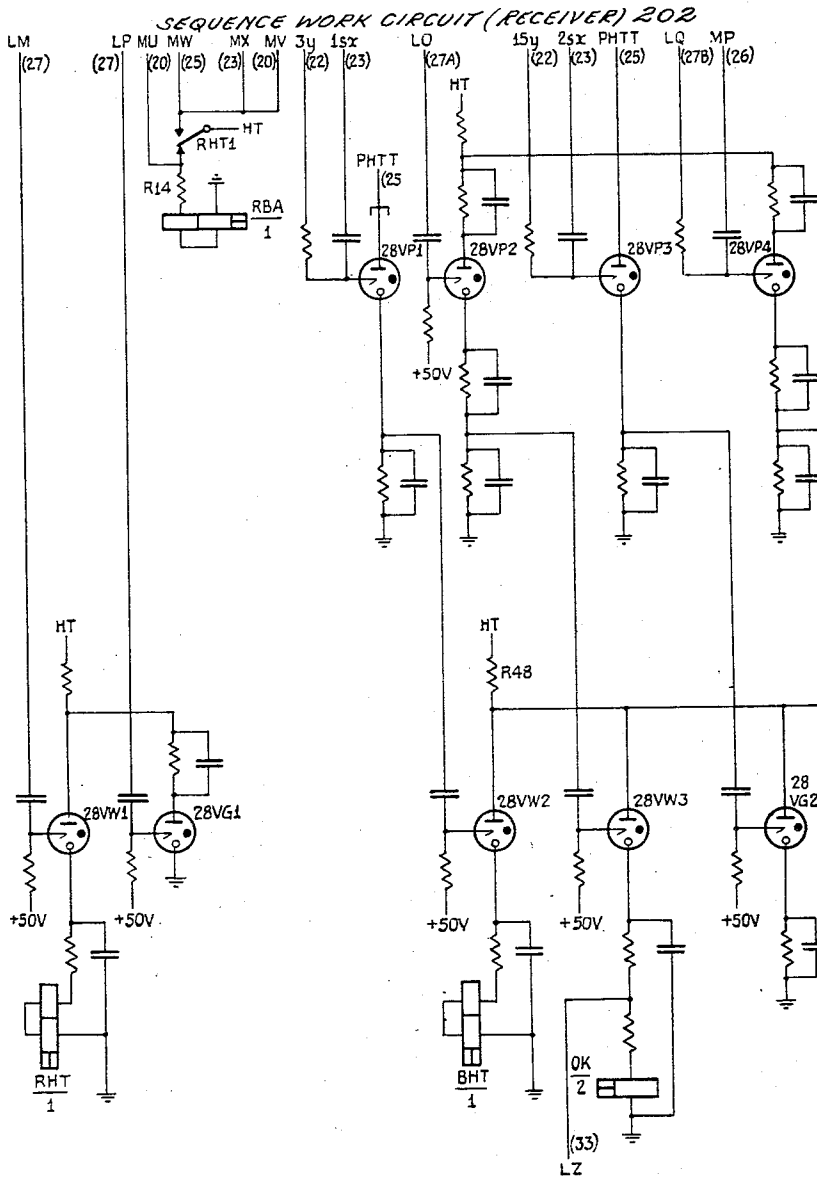 SEQUENCE WORK CIRCUIT (RECEIVER) 202
LM LP MU MW MX MV 3y 1sx LO 15y 2sx PHTT LQ MP
(27) (27) (20) (25) (23) (20) (22) (23) (27A) (22) (23) (25) (27B) (26)
HT
HT
RHT1
PHTT
(25
R14
RBA
1
28VP1 28VP2 28VP3 28VP4
+50V
HT HT
R48
28VW1 28VG1 28VW2 28VW3 28
VG2
+50V +50V +50V +50V +50V
RHT
1
BHT
1
OK
2
(33)
LZ